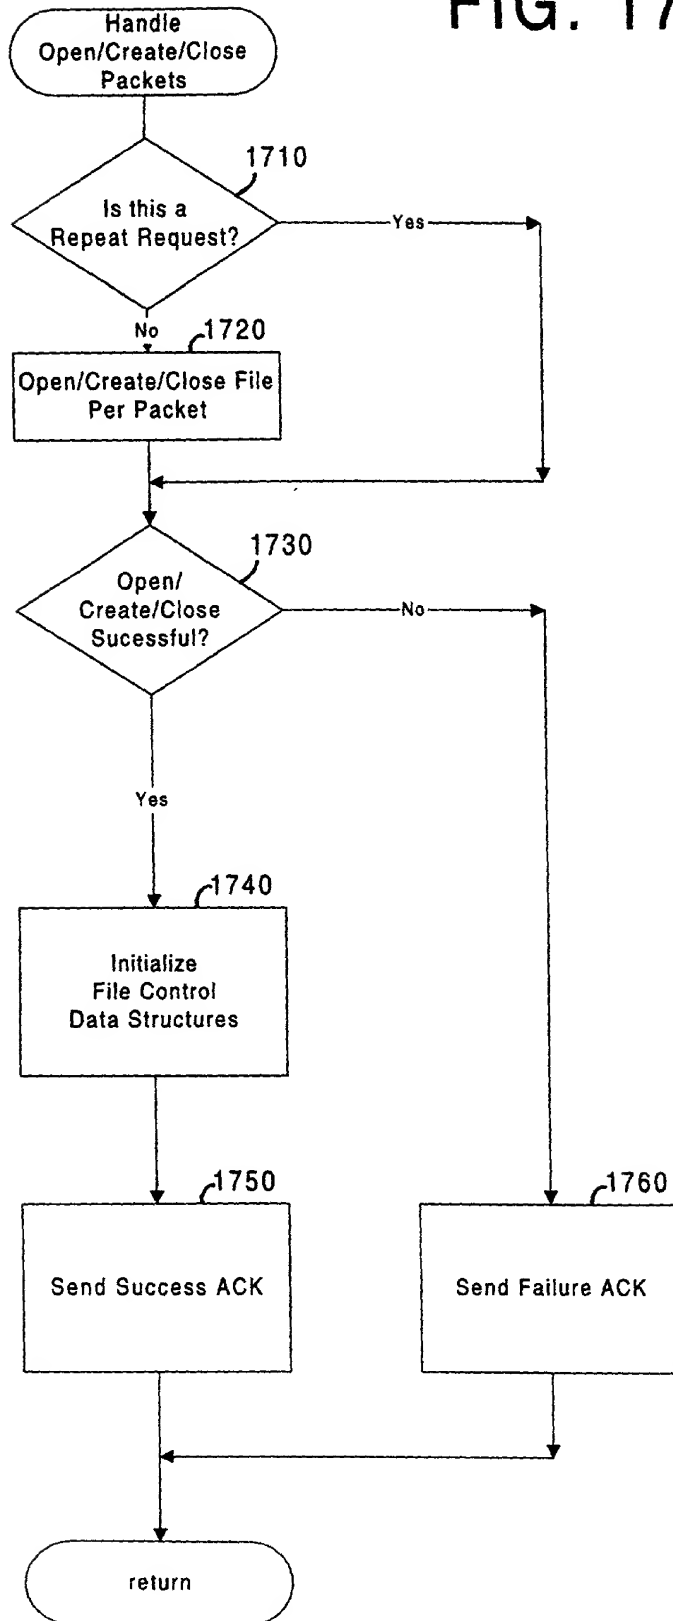 FIG. 17
Handle
Open/Create/Close
Packets
1710
Is this a
Repeat Request?
Yes
No
1720
Open/Create/Close File
Per Packet
1730
Open/
Create/Close
Sucessful?
No
Yes
1740
Initialize
File Control
Data Structures
1750
Send Success ACK
1760
Send Failure ACK
return